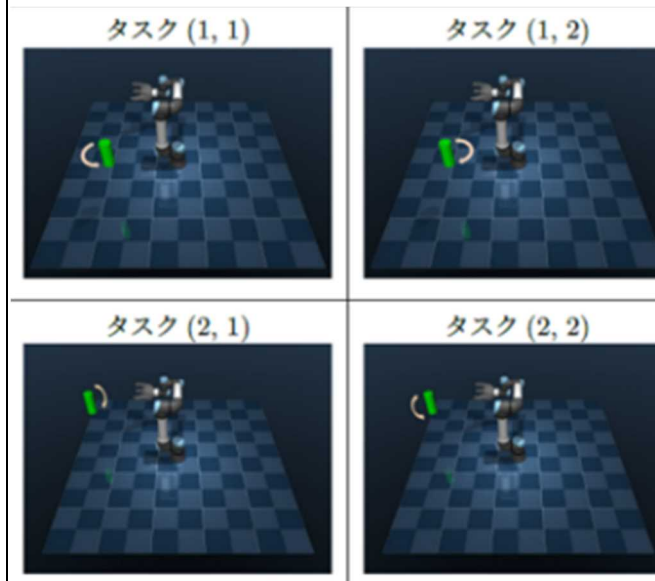 タスク (1, 1)
タスク (1, 2)
タスク (2, 1)
タスク (2, 2)